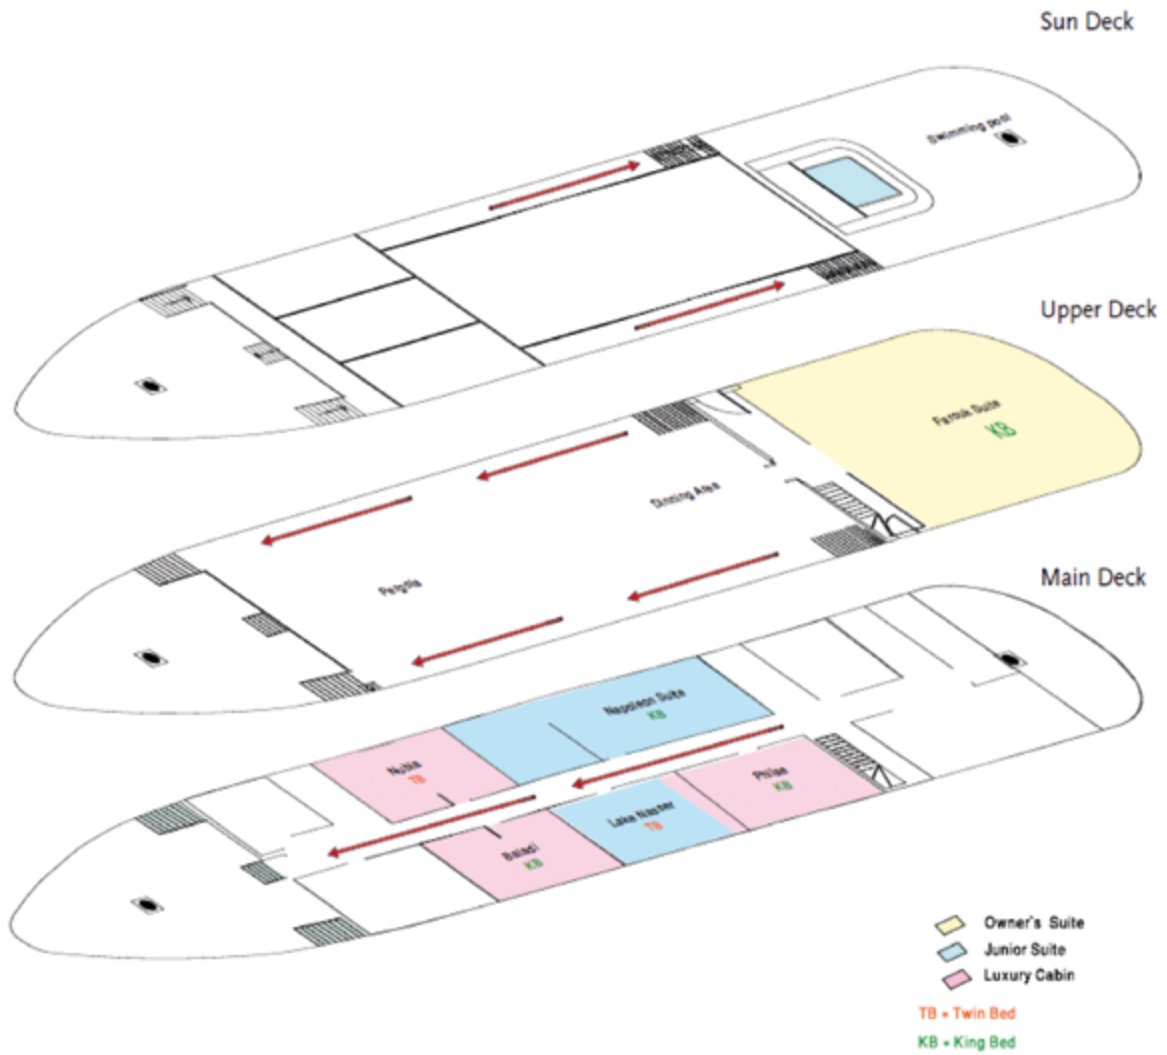 Sun Deck
Swimming pool
Upper Deck
Farouk Suite
KB
Dinning Area
Pergola
Main Deck
Napoleon Suite
KB
Nubia
TB
Philae
KB
Lake Nasser
TB
Baladi
KB
Owner's Suite
Junior Suite
Luxury Cabin
TB = Twin Bed
KB = King Bed